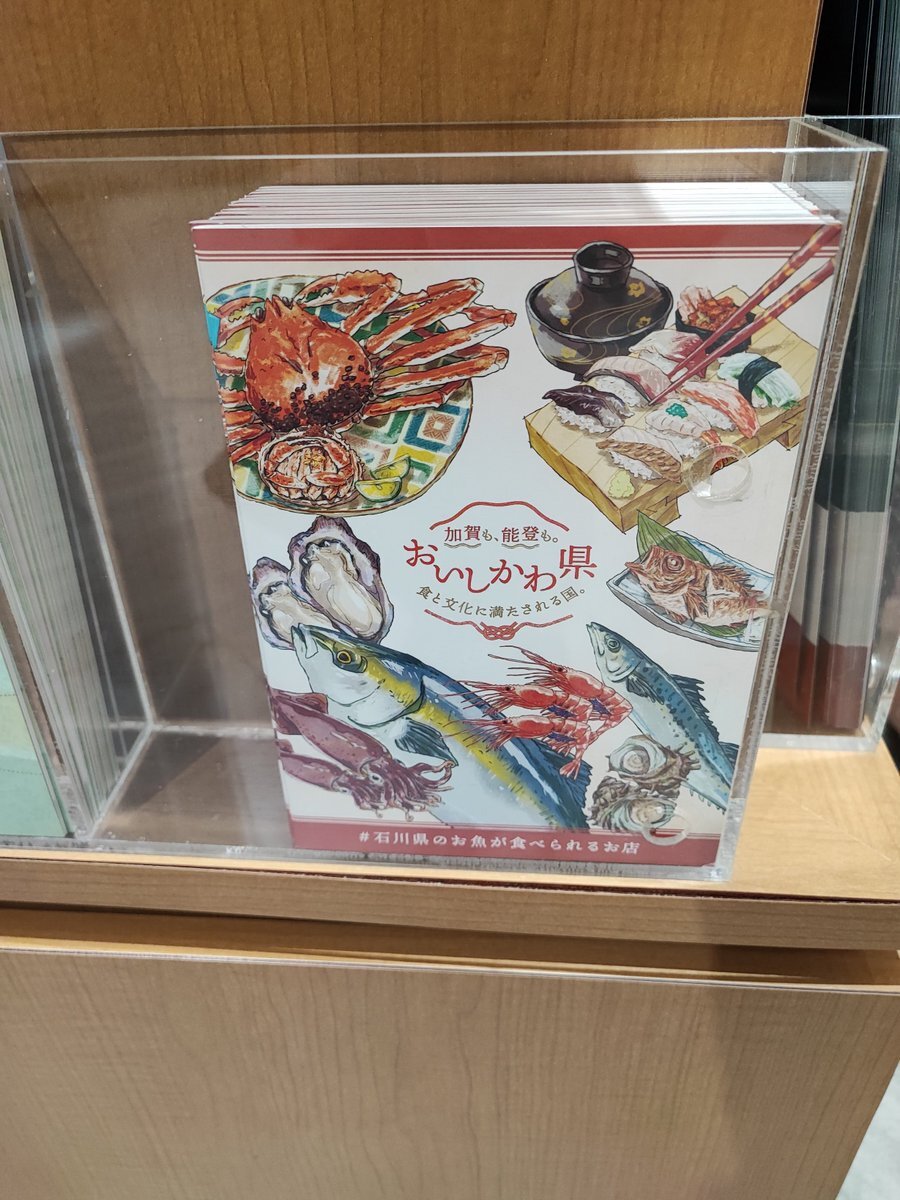 加賀も、能登も。
おいしかわ県
食と文化に満たされる国。
#石川県のお魚が食べられるお店